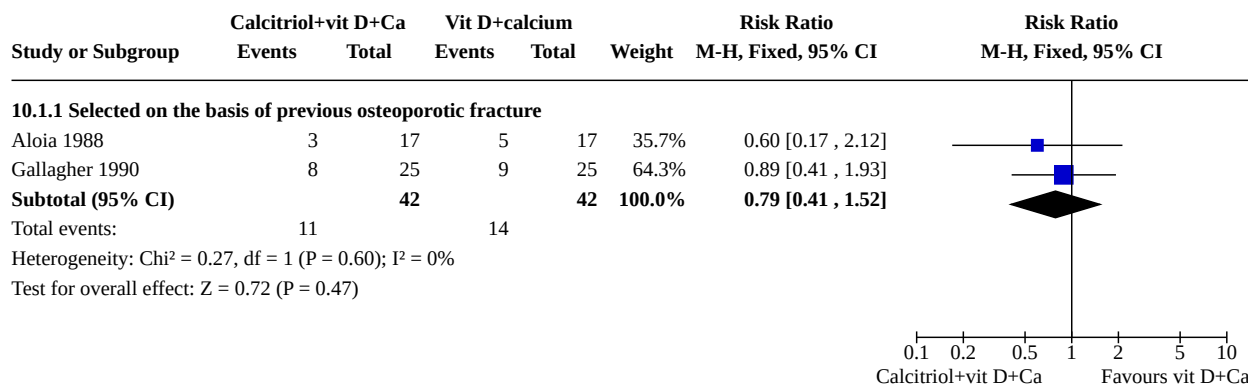 Calcitriol+vit D+Ca Vit D+calcium Risk Ratio Risk Ratio
Study or Subgroup Events Total Events Total Weight M-H, Fixed, 95% CI M-H, Fixed, 95% CI
10.1.1 Selected on the basis of previous osteoporotic fracture
Aloia 1988 3 17 5 17 35.7% 0.60 [0.17 , 2.12]
Gallagher 1990 8 25 9 25 64.3% 0.89 [0.41 , 1.93]
Subtotal (95% CI) 42 42 100.0% 0.79 [0.41 , 1.52]
Total events: 11 14
Heterogeneity: Chi² = 0.27, df = 1 (P = 0.60); I² = 0%
Test for overall effect: Z = 0.72 (P = 0.47)
0.1 0.2 0.5 1 2 5 10
Calcitriol+vit D+Ca Favours vit D+Ca